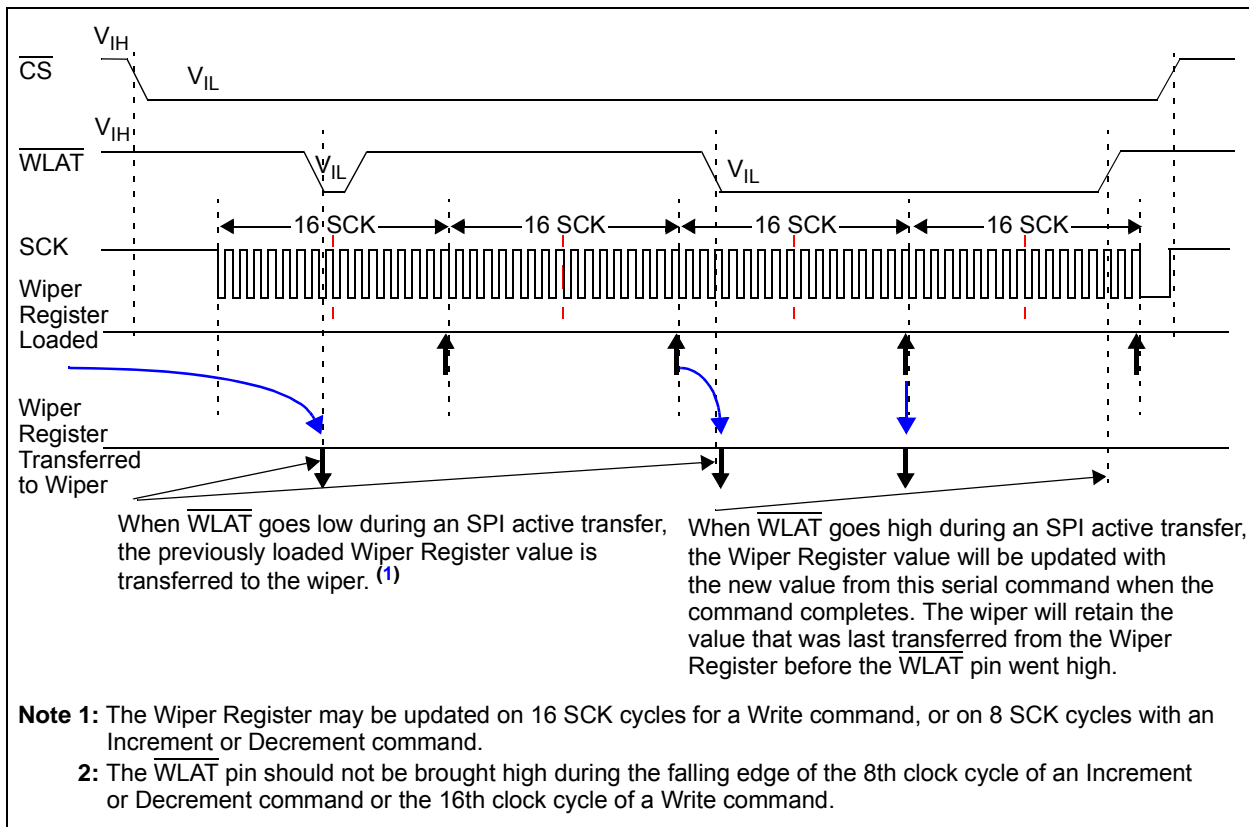 VIH
CS
VIL
VIH
WLAT
VIL
VIL
16 SCK
16 SCK
16 SCK
16 SCK
SCK
Wiper
Register
Loaded
Wiper
Register
Transferred
to Wiper
When WLAT goes low during an SPI active transfer,
the previously loaded Wiper Register value is
transferred to the wiper. (1)
When WLAT goes high during an SPI active transfer,
the Wiper Register value will be updated with
the new value from this serial command when the
command completes. The wiper will retain the
value that was last transferred from the Wiper
Register before the WLAT pin went high.
Note 1: The Wiper Register may be updated on 16 SCK cycles for a Write command, or on 8 SCK cycles with an
Increment or Decrement command.
2: The WLAT pin should not be brought high during the falling edge of the 8th clock cycle of an Increment
or Decrement command or the 16th clock cycle of a Write command.